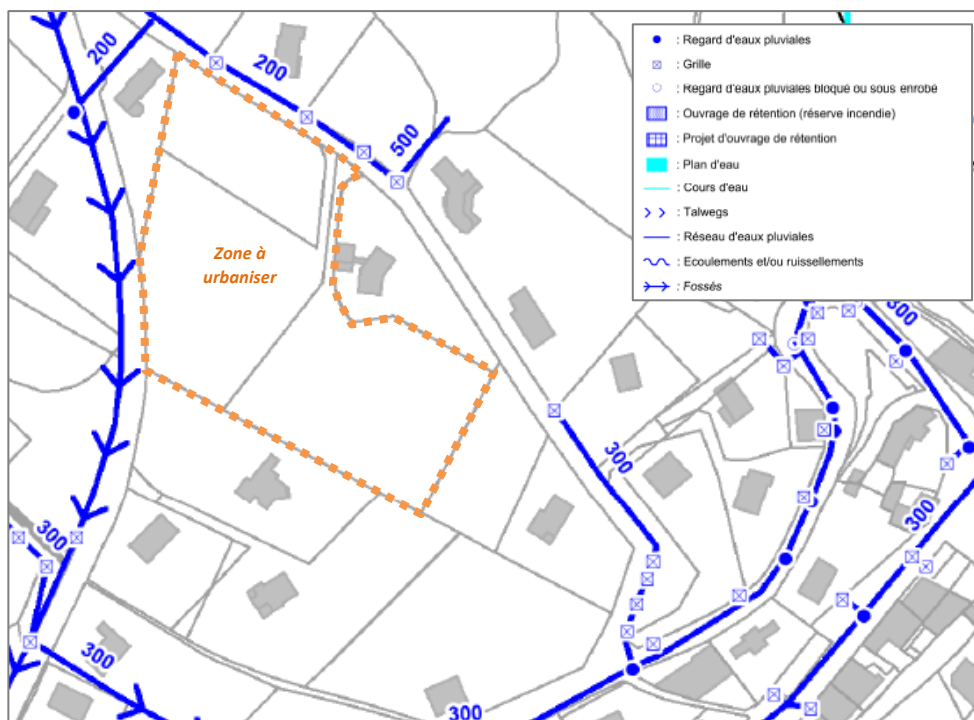 200
200
500
: Regard d'eaux pluviales
: Grille
: Regard d'eaux pluviales bloqué ou sous enrobé
: Ouvrage de rétention (réserve incendie)
: Projet d'ouvrage de rétention
: Plan d'eau
: Cours d'eau
: Talwegs
: Réseau d'eaux pluviales
: Ecoulements et/ou ruissellements
: Fossés
Zone à
urbaniser
300
300
300
300
300
300